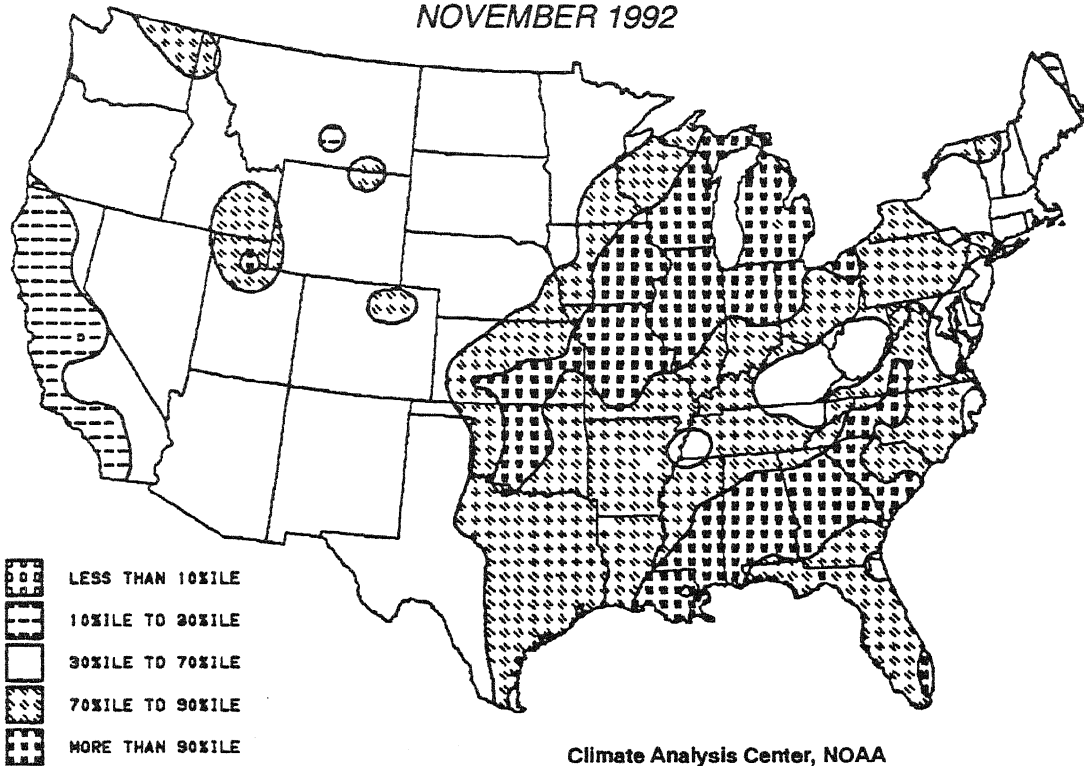 NOVEMBER 1992
LESS THAN 10%ILE
10%ILE TO 30%ILE
30%ILE TO 70%ILE
70%ILE TO 90%ILE
MORE THAN 90%ILE
Climate Analysis Center, NOAA